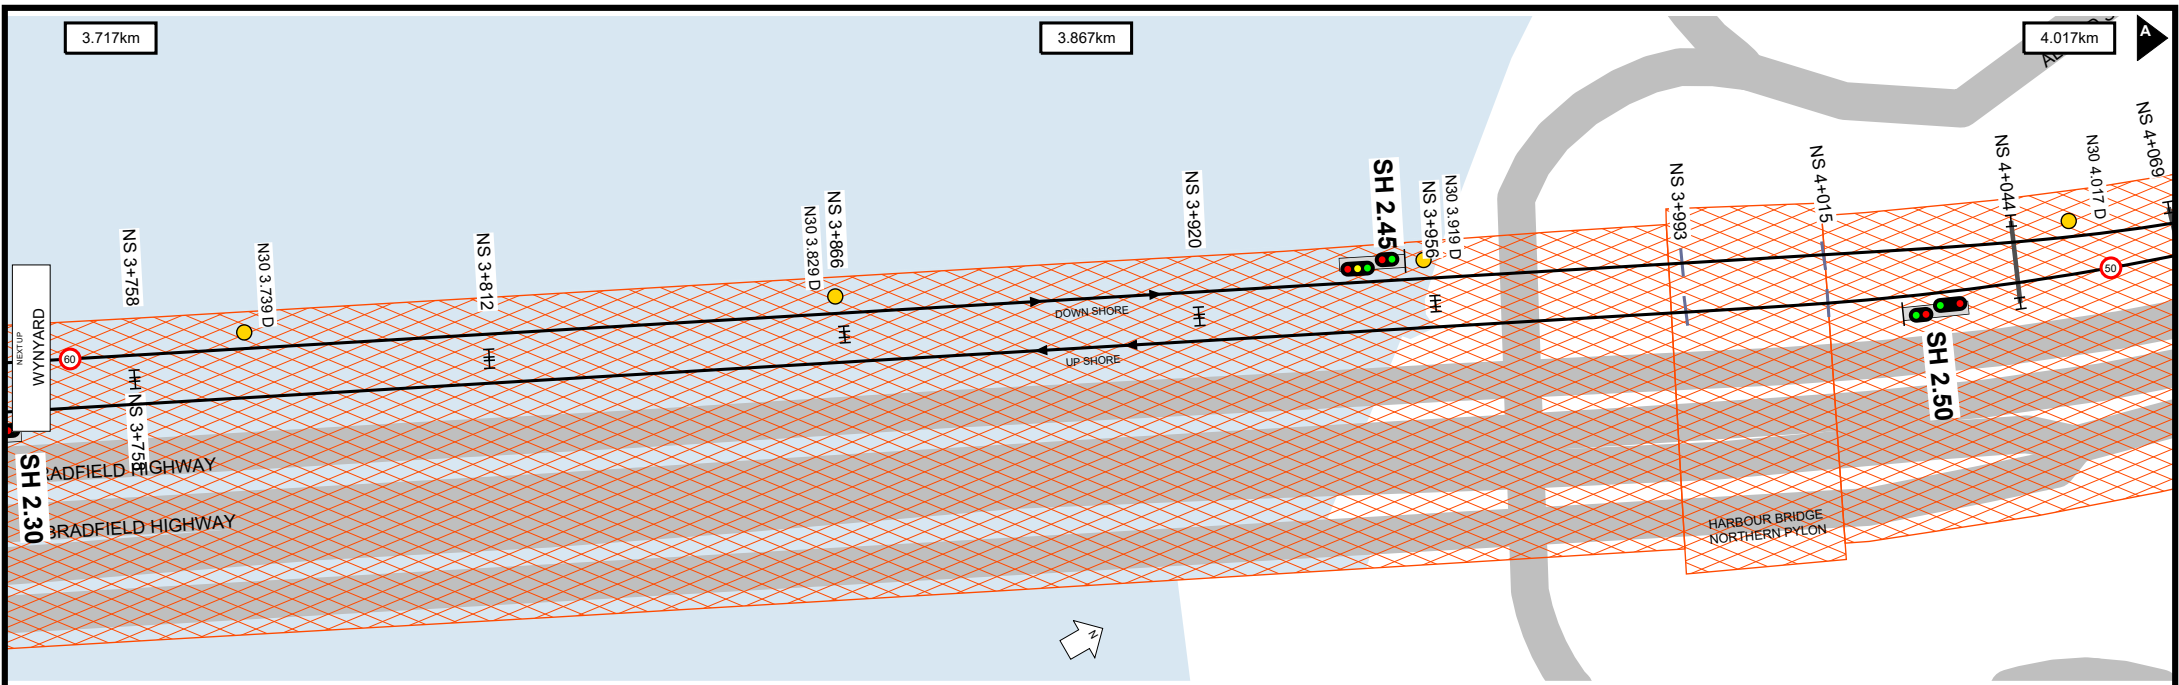 3.717km
3.867km
4.017km
A
NEXT UP
WYNYARD
60
NS 3+758
NS 3+758
N30 3.739 D
NS 3+812
N30 3.829 D
NS 3+866
DOWN SHORE
UP SHORE
NS 3+920
SH 2.45
NS 3+956
N30 3.919 D
NS 3+993
NS 4+015
NS 4+044
N30 4.017 D
NS 4+069
50
SH 2.50
SH 2.30
RADFIELD HIGHWAY
BRADFIELD HIGHWAY
HARBOUR BRIDGE
NORTHERN PYLON
N